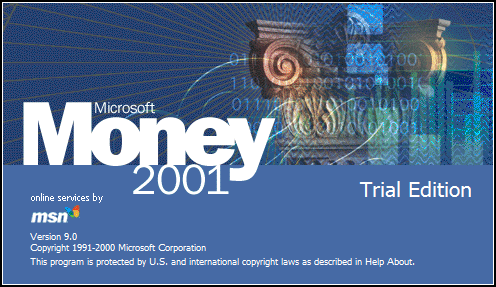 Microsoft
Money
2001
Trial Edition
online services by
msn
Version 9.0
Copyright 1991-2000 Microsoft Corporation
This program is protected by U.S. and international copyright laws as described in Help About.